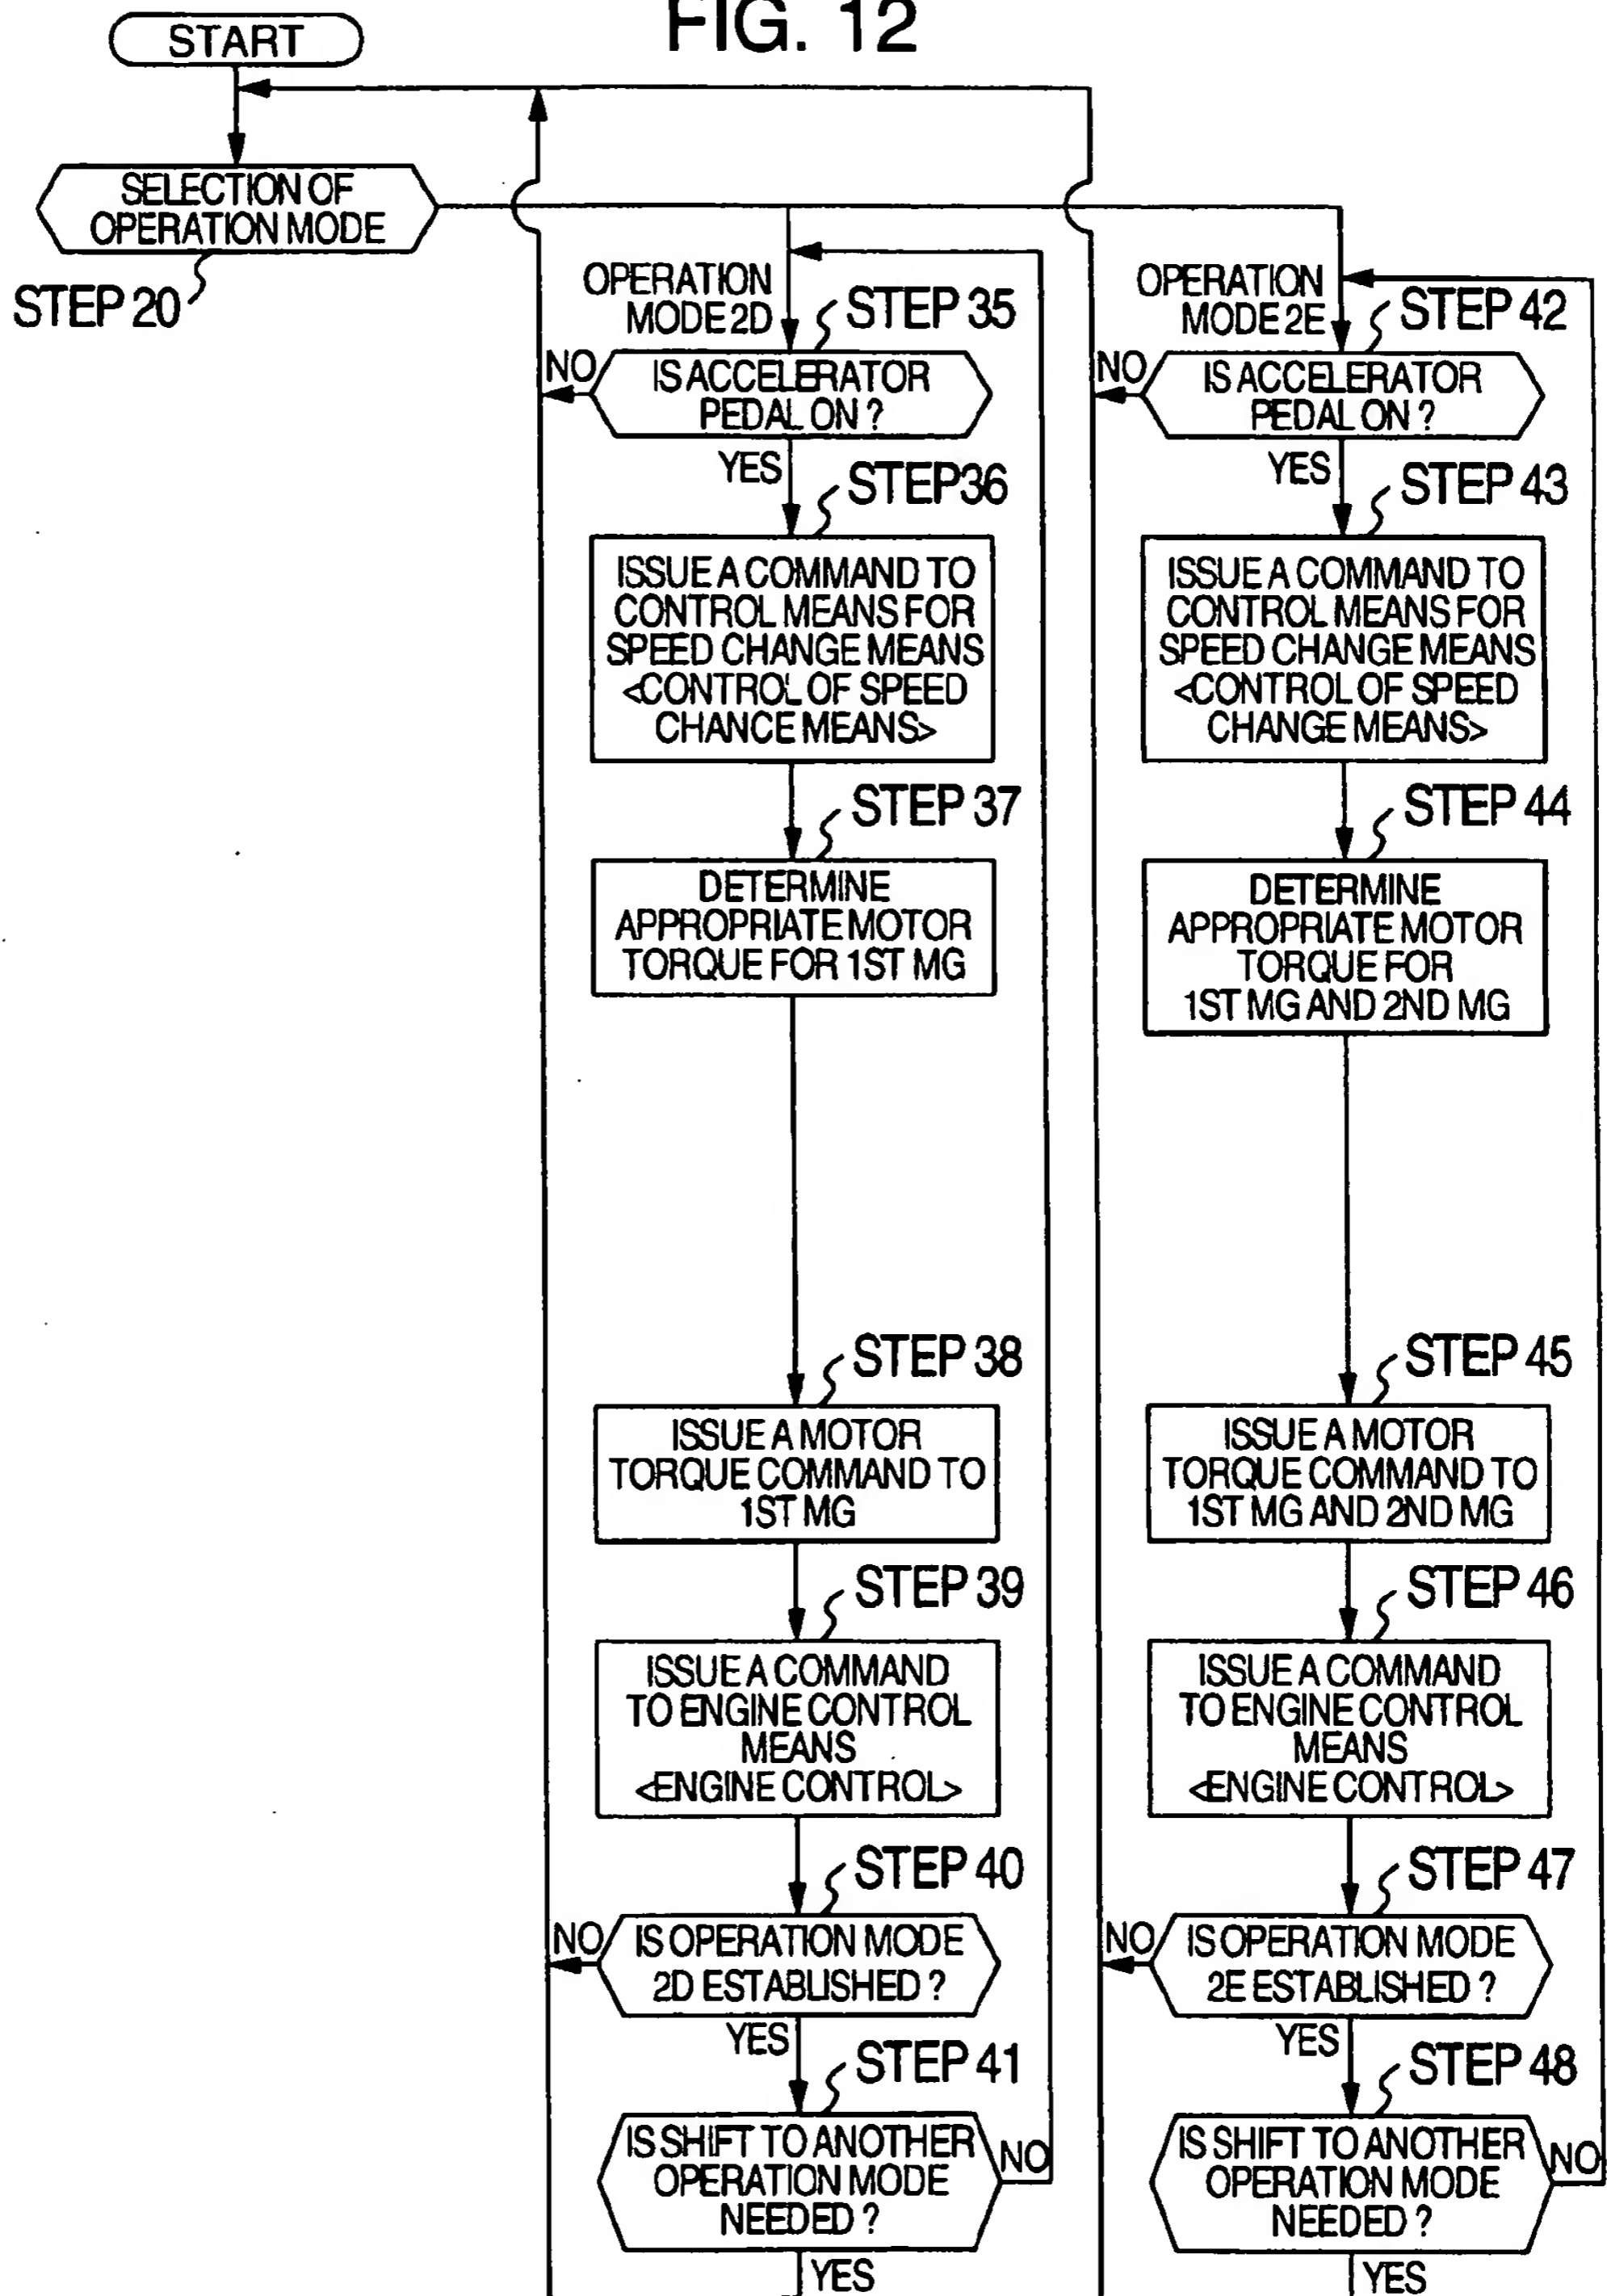 FIG. 12
START
SELECTION OF
OPERATION MODE
STEP 20
OPERATION
MODE 2D
STEP 35
NO
IS ACCELERATOR
PEDAL ON ?
YES
STEP36
ISSUE A COMMAND TO
CONTROL MEANS FOR
SPEED CHANGE MEANS
<CONTROL OF SPEED
CHANCE MEANS>
STEP 37
DETERMINE
APPROPRIATE MOTOR
TORQUE FOR 1ST MG
STEP 38
ISSUE A MOTOR
TORQUE COMMAND TO
1ST MG
STEP 39
ISSUE A COMMAND
TO ENGINE CONTROL
MEANS
<ENGINE CONTROL>
STEP 40
NO
IS OPERATION MODE
2D ESTABLISHED ?
YES
STEP 41
IS SHIFT TO ANOTHER
OPERATION MODE
NEEDED ?
NO
YES
OPERATION
MODE 2E
STEP 42
NO
IS ACCELERATOR
PEDAL ON ?
YES
STEP 43
ISSUE A COMMAND TO
CONTROL MEANS FOR
SPEED CHANGE MEANS
<CONTROL OF SPEED
CHANGE MEANS>
STEP 44
DETERMINE
APPROPRIATE MOTOR
TORQUE FOR
1ST MG AND 2ND MG
STEP 45
ISSUE A MOTOR
TORQUE COMMAND TO
1ST MG AND 2ND MG
STEP 46
ISSUE A COMMAND
TO ENGINE CONTROL
MEANS
<ENGINE CONTROL>
STEP 47
NO
IS OPERATION MODE
2E ESTABLISHED ?
YES
STEP 48
IS SHIFT TO ANOTHER
OPERATION MODE
NEEDED ?
NO
YES